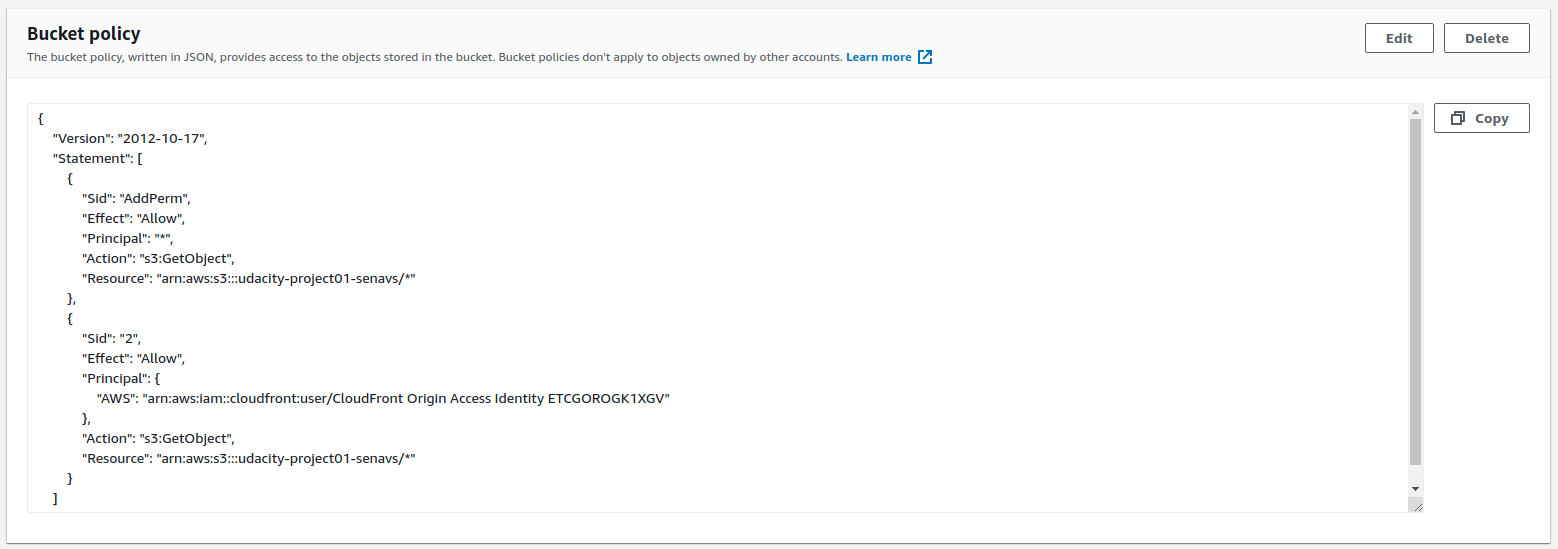 Bucket policy
Edit
Delete
The bucket policy, written in JSON, provides access to the objects stored in the bucket. Bucket policies don't apply to objects owned by other accounts. Learn more
Copy
{
"Version": "2012-10-17",
"Statement": [
{
"Sid": "AddPerm",
"Effect": "Allow",
"Principal": "*",
"Action": "s3:GetObject",
"Resource": "arn:aws:s3:::udacity-project01-senavs/*"
},
{
"Sid": "2",
"Effect": "Allow",
"Principal": {
"AWS": "arn:aws:iam::cloudfront:user/CloudFront Origin Access Identity ETCGOROGK1XGV"
},
"Action": "s3:GetObject",
"Resource": "arn:aws:s3:::udacity-project01-senavs/*"
}
]